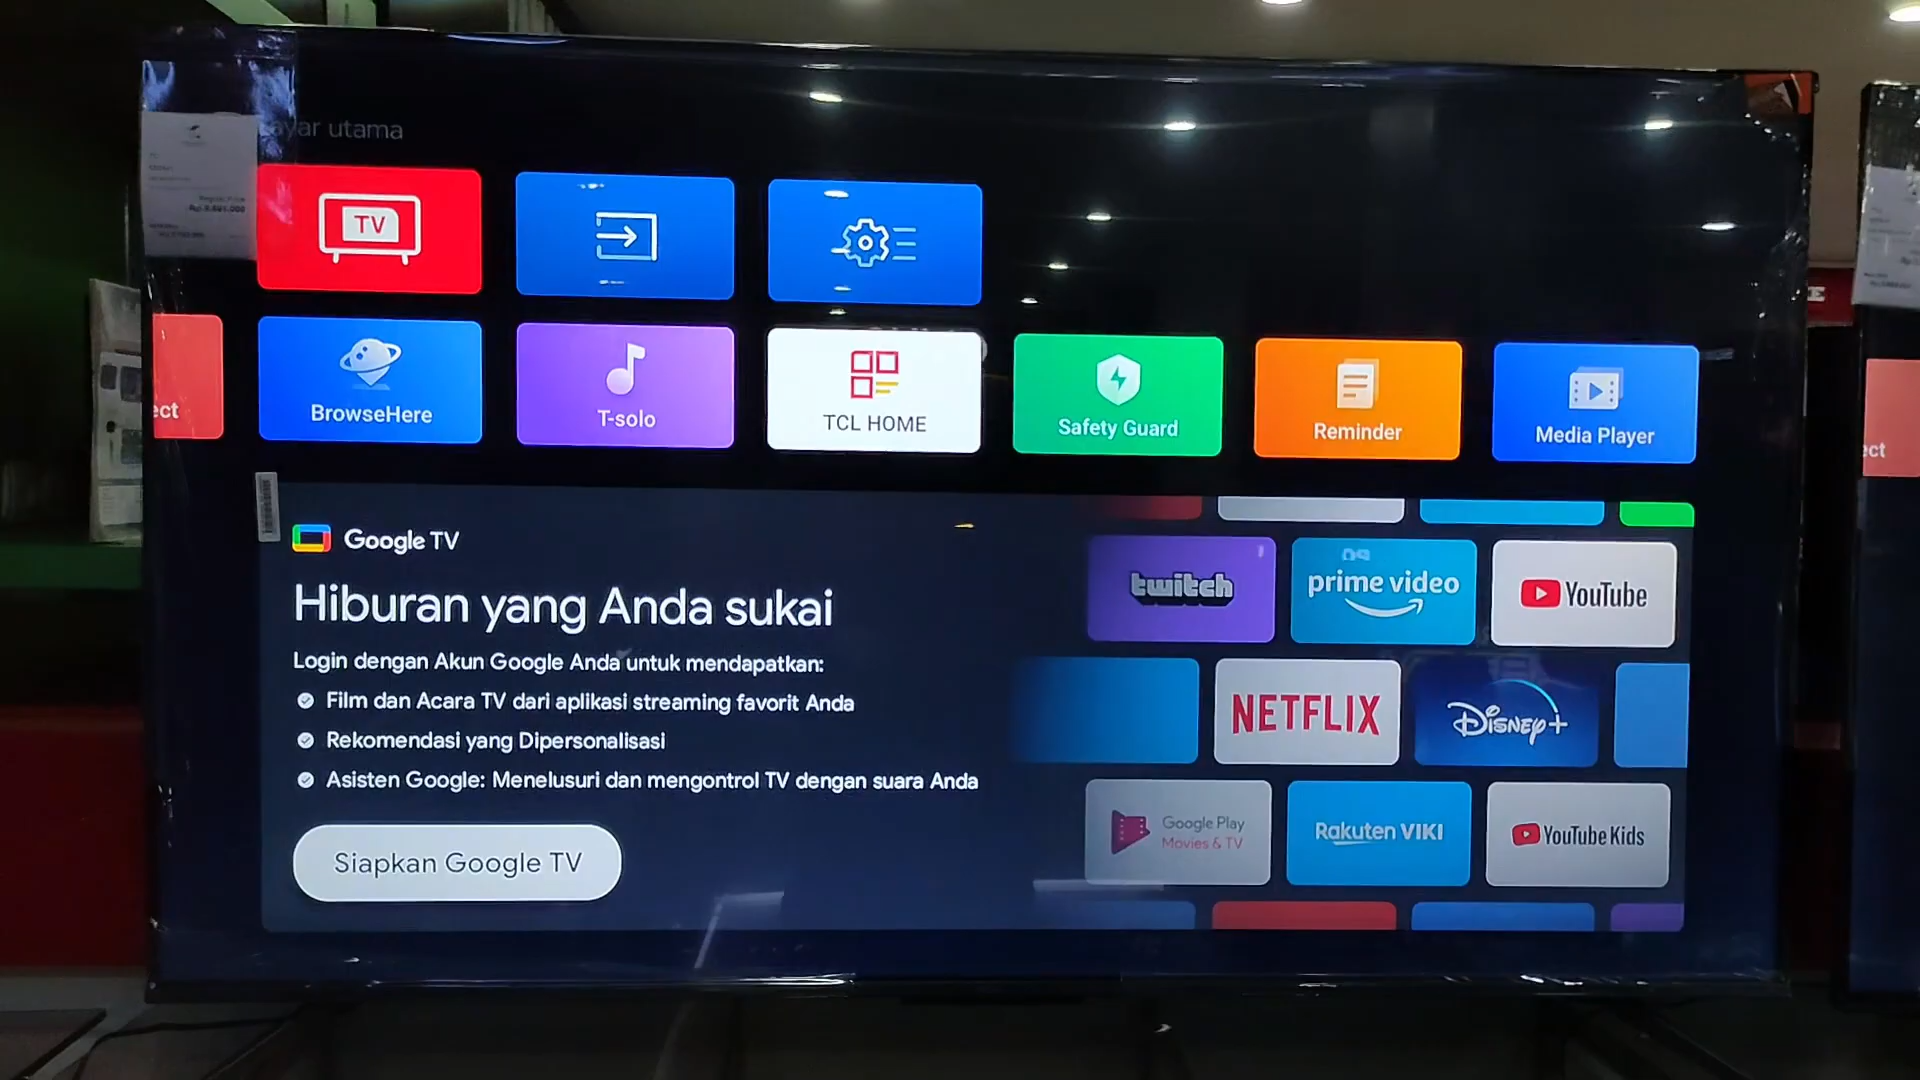 ayar utama
TV
ect
BrowseHere
T-solo
TCL HOME
Safety Guard
Reminder
Media Player
ect
Google TV
Hiburan yang Anda sukai
Login dengan Akun Google Anda untuk mendapatkan:
Film dan Acara TV dari aplikasi streaming favorit Anda
Rekomendasi yang Dipersonalisasi
Asisten Google: Menelusuri dan mengontrol TV dengan suara Anda
Siapkan Google TV
twitch
prime video
YouTube
NETFLIX
Disney+
Google Play
Movies & TV
Rakuten VIKI
YouTube Kids